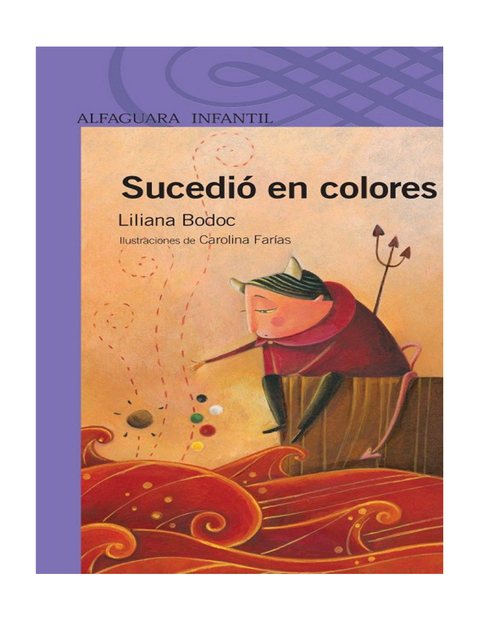 ALFAGUARA INFANTIL
Sucedió en colores
Liliana Bodoc
Ilustraciones de Carolina Farías